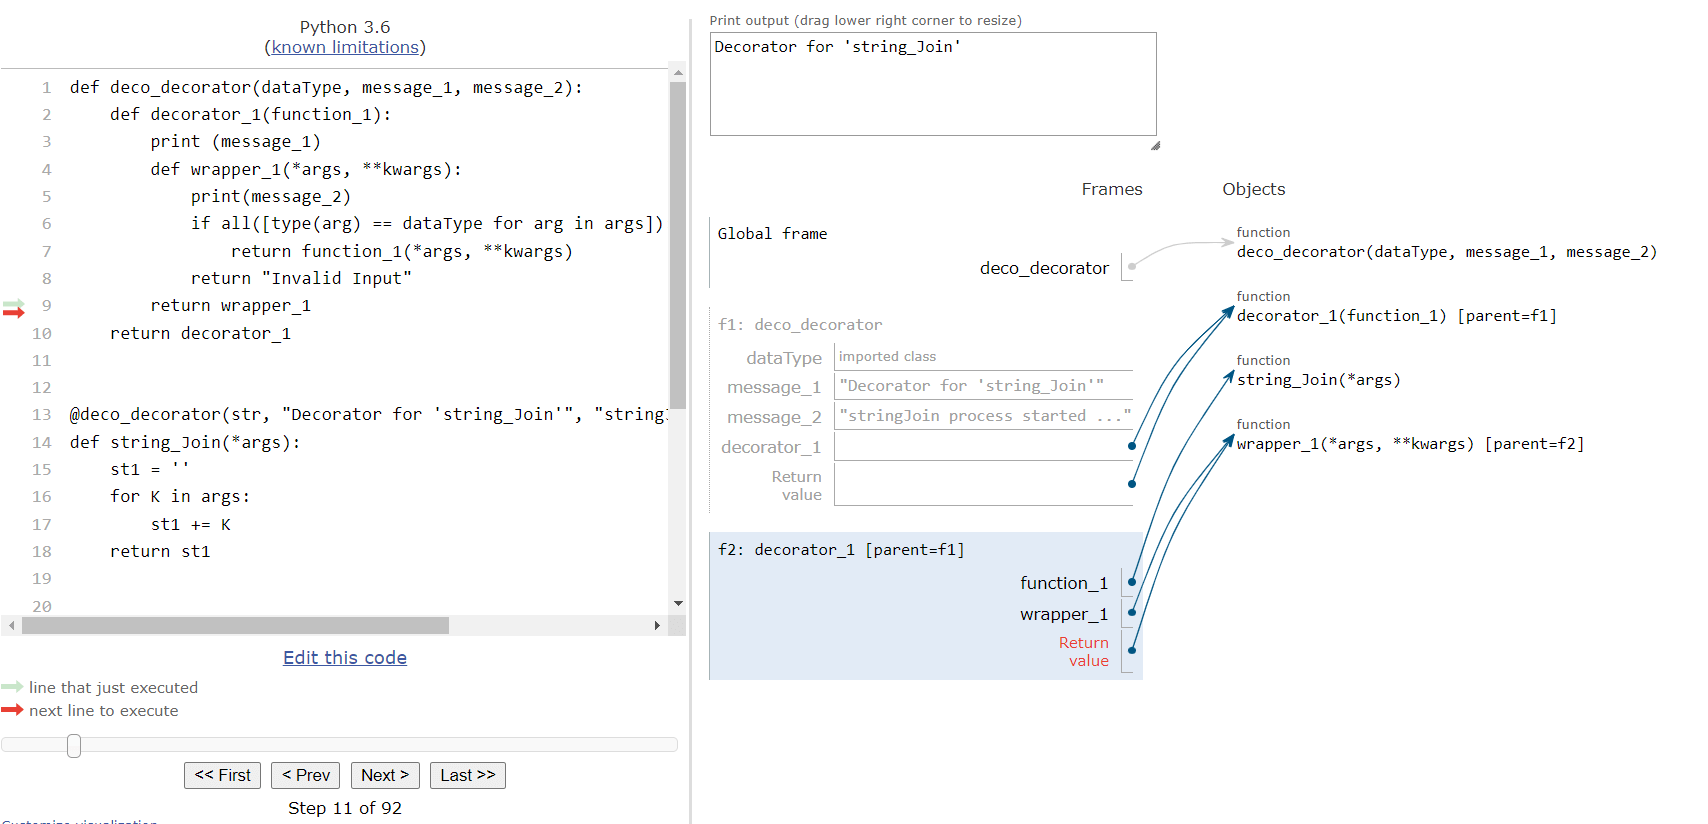 Python 3.6
(known limitations)
1 def deco_decorator(dataType, message_1, message_2):
2 def decorator_1(function_1):
3 print (message_1)
4 def wrapper_1(*args, **kwargs):
5 print(message_2)
6 if all([type(arg) == dataType for arg in args])
7 return function_1(*args, **kwargs)
8 return "Invalid Input"
9 return wrapper_1
10 return decorator_1
11
12
13 @deco_decorator(str, "Decorator for 'string_Join'", "string
14 def string_Join(*args):
15 st1 = ''
16 for K in args:
17 st1 += K
18 return st1
19
20
Edit this code
line that just executed
next line to execute
<< First < Prev Next > Last >>
Step 11 of 92
Customize visualization
Print output (drag lower right corner to resize)
Decorator for 'string_Join'
Frames Objects
Global frame
deco_decorator
f1: deco_decorator
dataType imported class
message_1 "Decorator for 'string_Join'"
message_2 "stringJoin process started ..."
decorator_1
Return
value
f2: decorator_1 [parent=f1]
function_1
wrapper_1
Return
value
function
deco_decorator(dataType, message_1, message_2)
function
decorator_1(function_1) [parent=f1]
function
string_Join(*args)
function
wrapper_1(*args, **kwargs) [parent=f2]